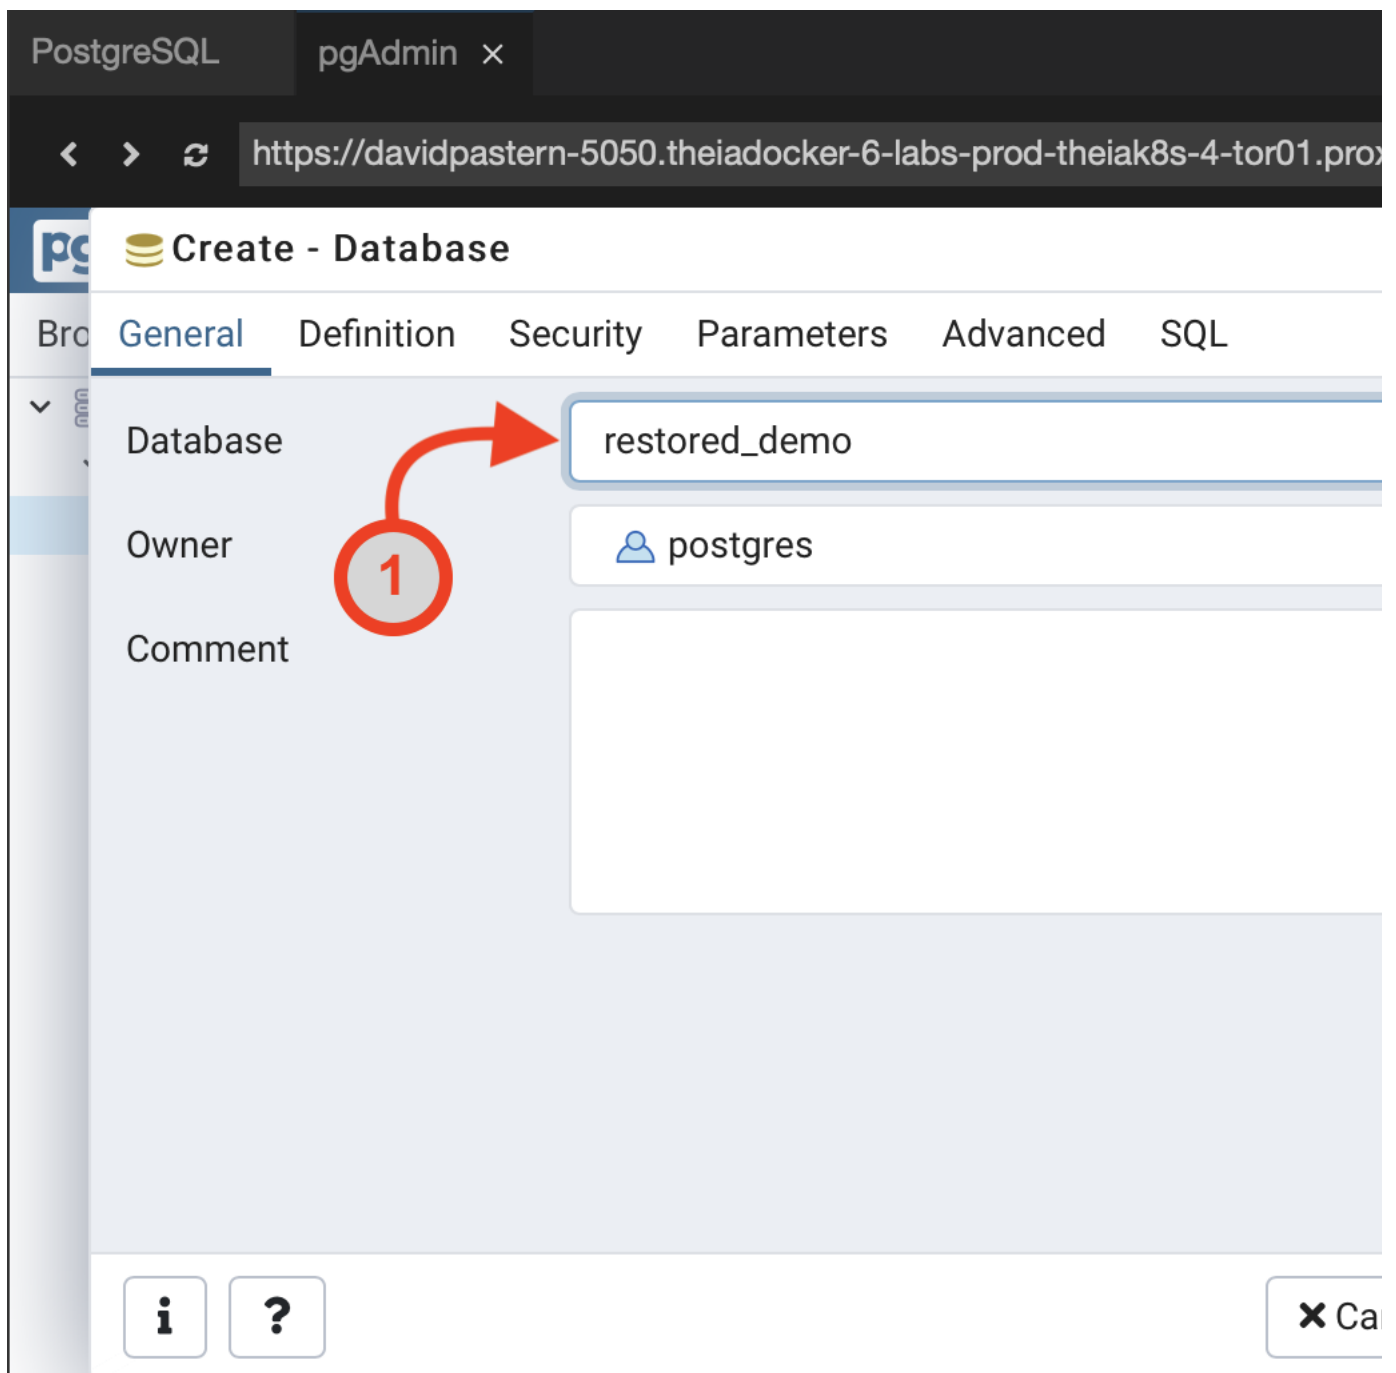 PostgreSQL pgAdmin
https://davidpastern-5050.theiadocker-6-labs-prod-theiak8s-4-tor01.prox
pg
Create - Database
Bro General Definition Security Parameters Advanced SQL
Database restored_demo
Owner postgres
1
Comment
i ? Ca